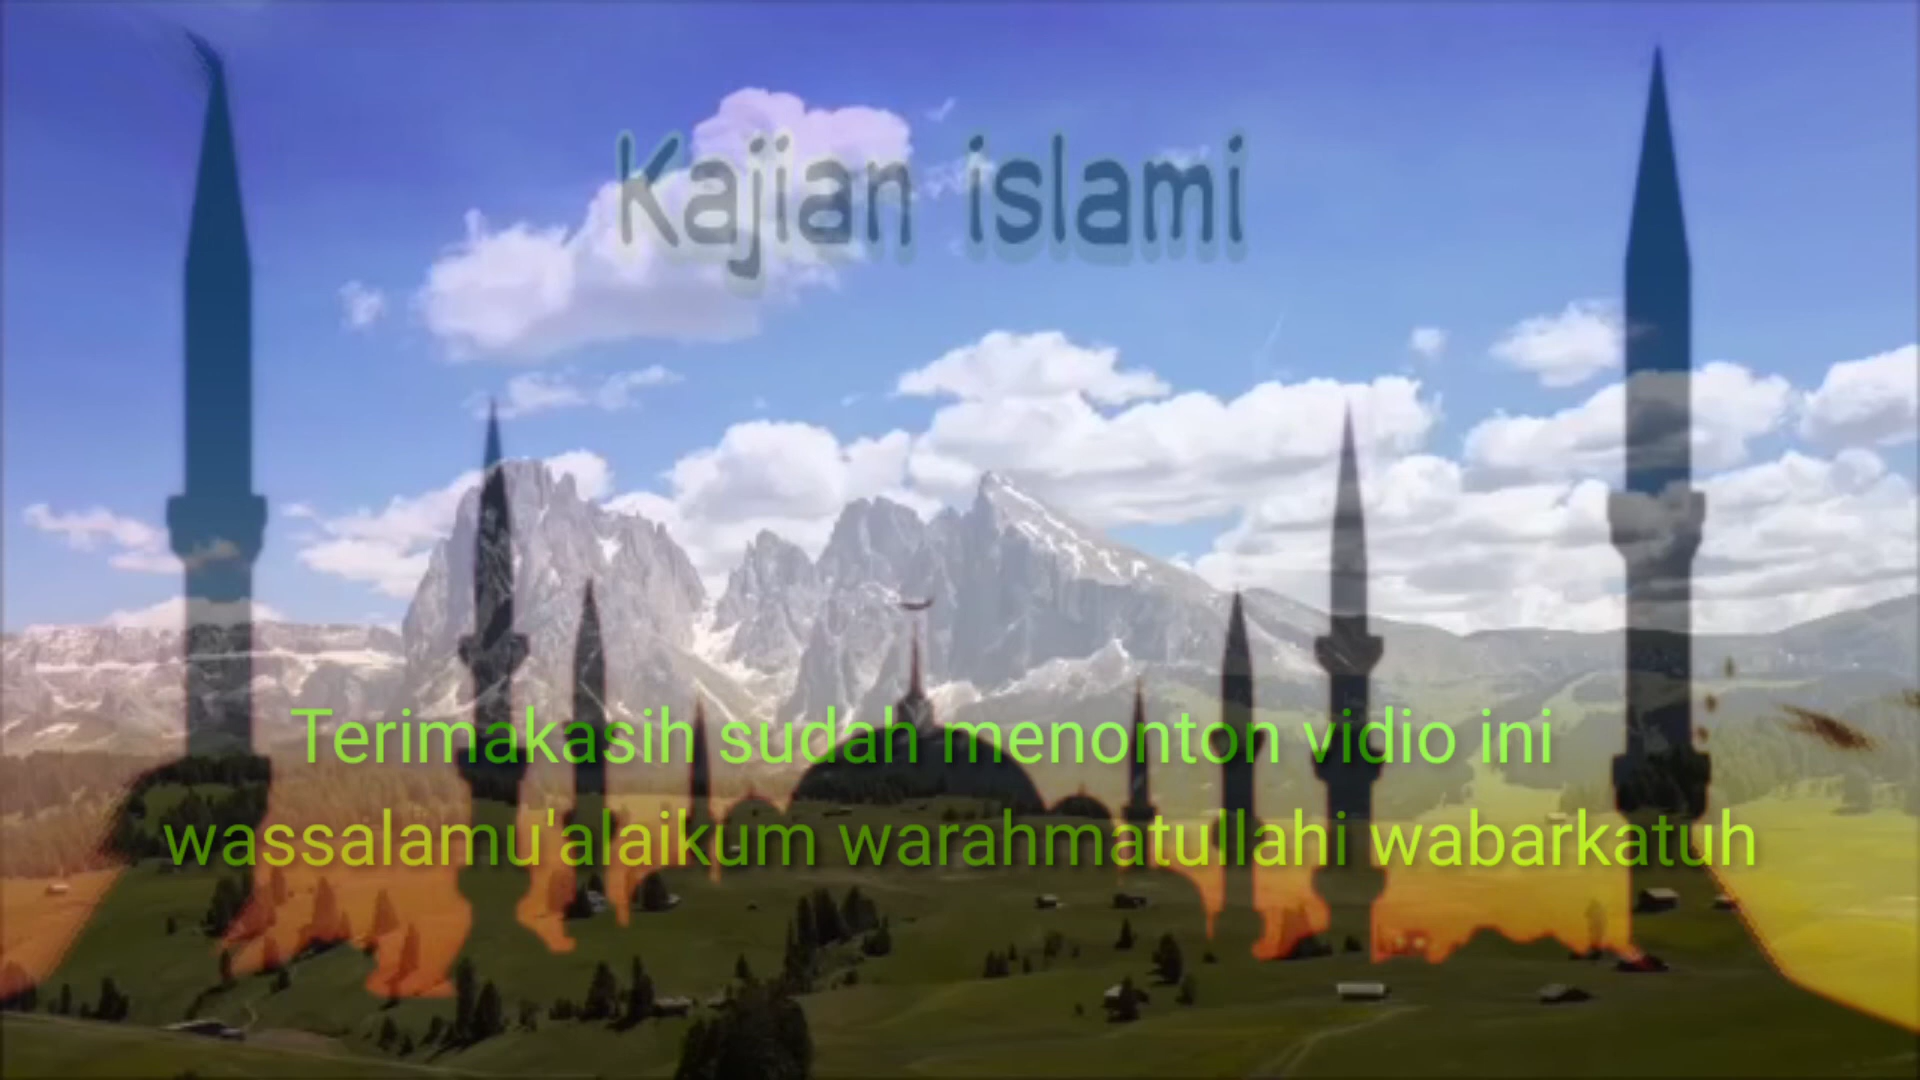 Kajian islami
Terimakasih sudah menonton vidio ini
wassalamu'alaikum warahmatullahi wabarkatuh